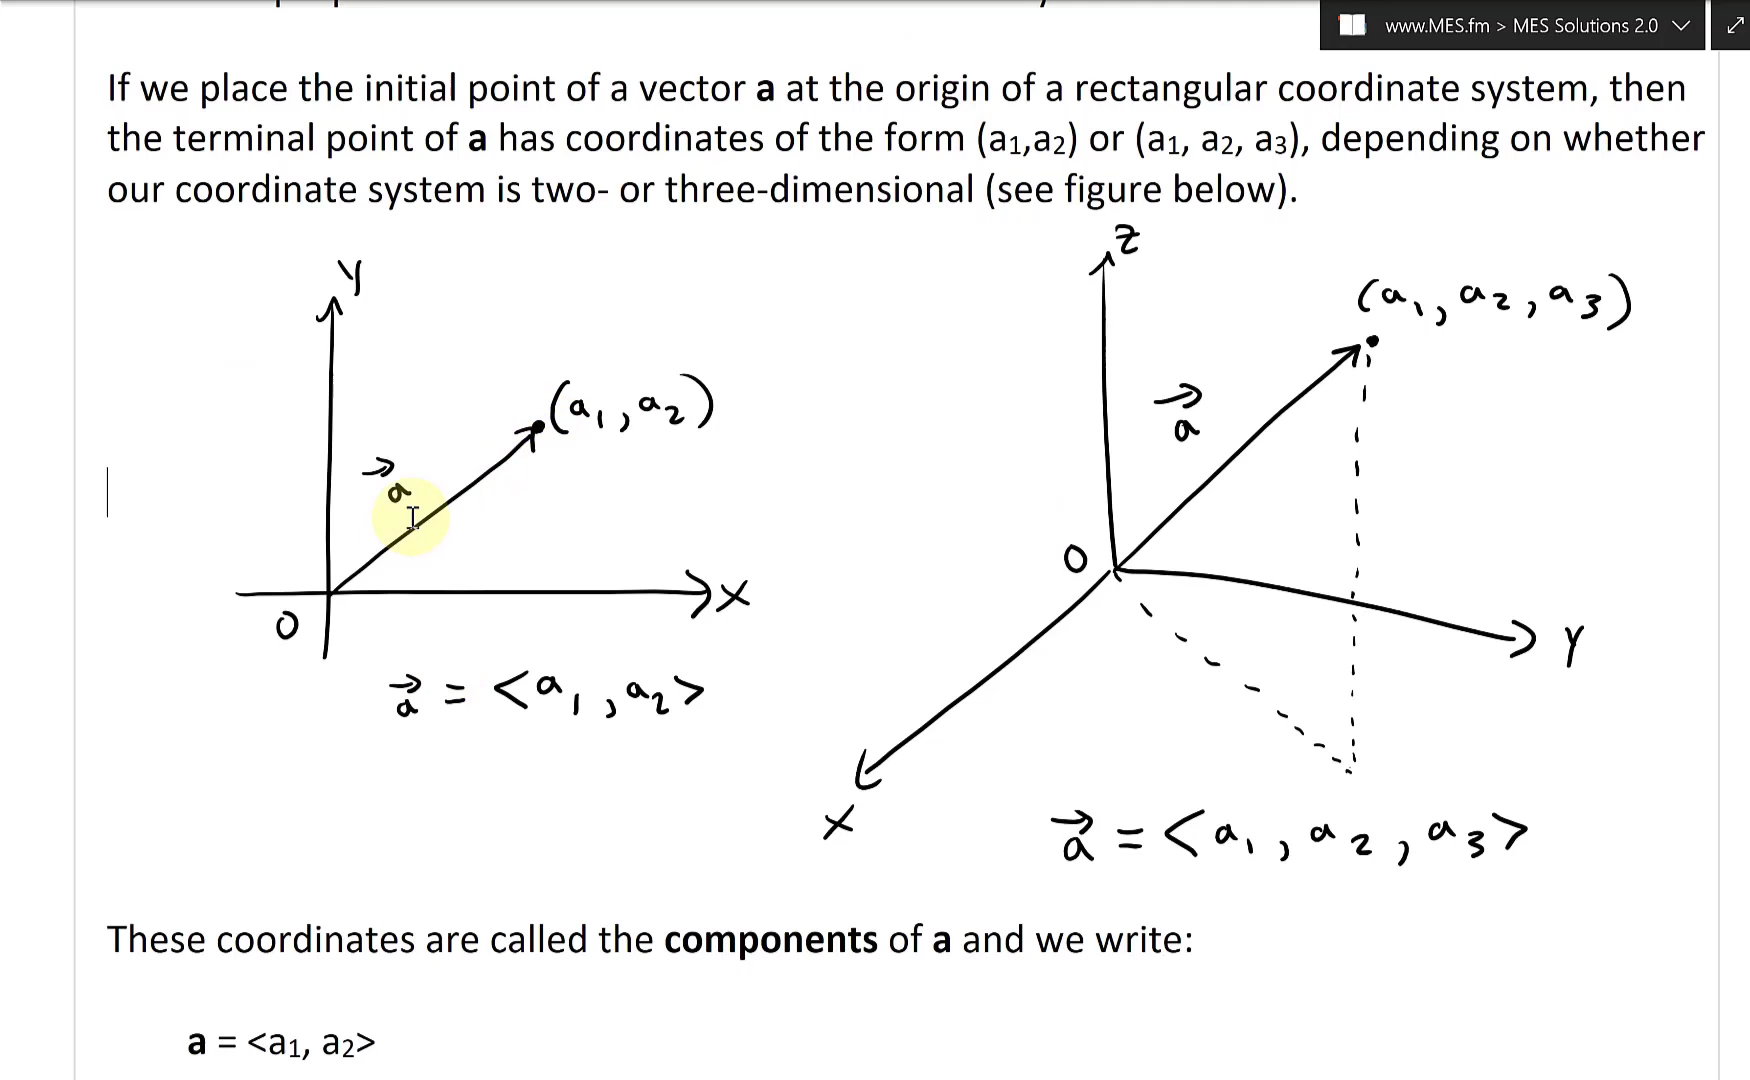 www.MES.fm > MES Solutions 2.0
If we place the initial point of a vector a at the origin of a rectangular coordinate system, then
the terminal point of a has coordinates of the form (a1,a2) or (a1, a2, a3), depending on whether
our coordinate system is two- or three-dimensional (see figure below).
y
(a1, a2)
a
x
0
a = <a1, a2>
z
(a1, a2, a3)
a
0
y
x
a = <a1, a2, a3>
These coordinates are called the components of a and we write:
a = <a1, a2>